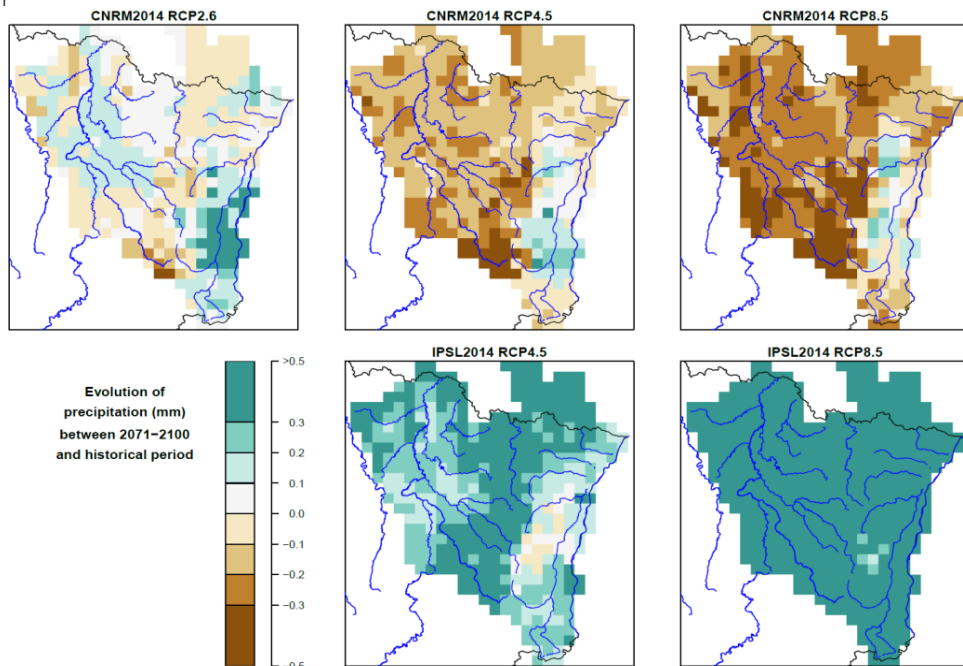 CNRM2014 RCP2.6
CNRM2014 RCP4.5
CNRM2014 RCP8.5
IPSL2014 RCP4.5
IPSL2014 RCP8.5
Evolution of
precipitation (mm)
between 2071−2100
and historical period
>0.5
0.3
0.2
0.1
0.0
−0.1
−0.2
−0.3